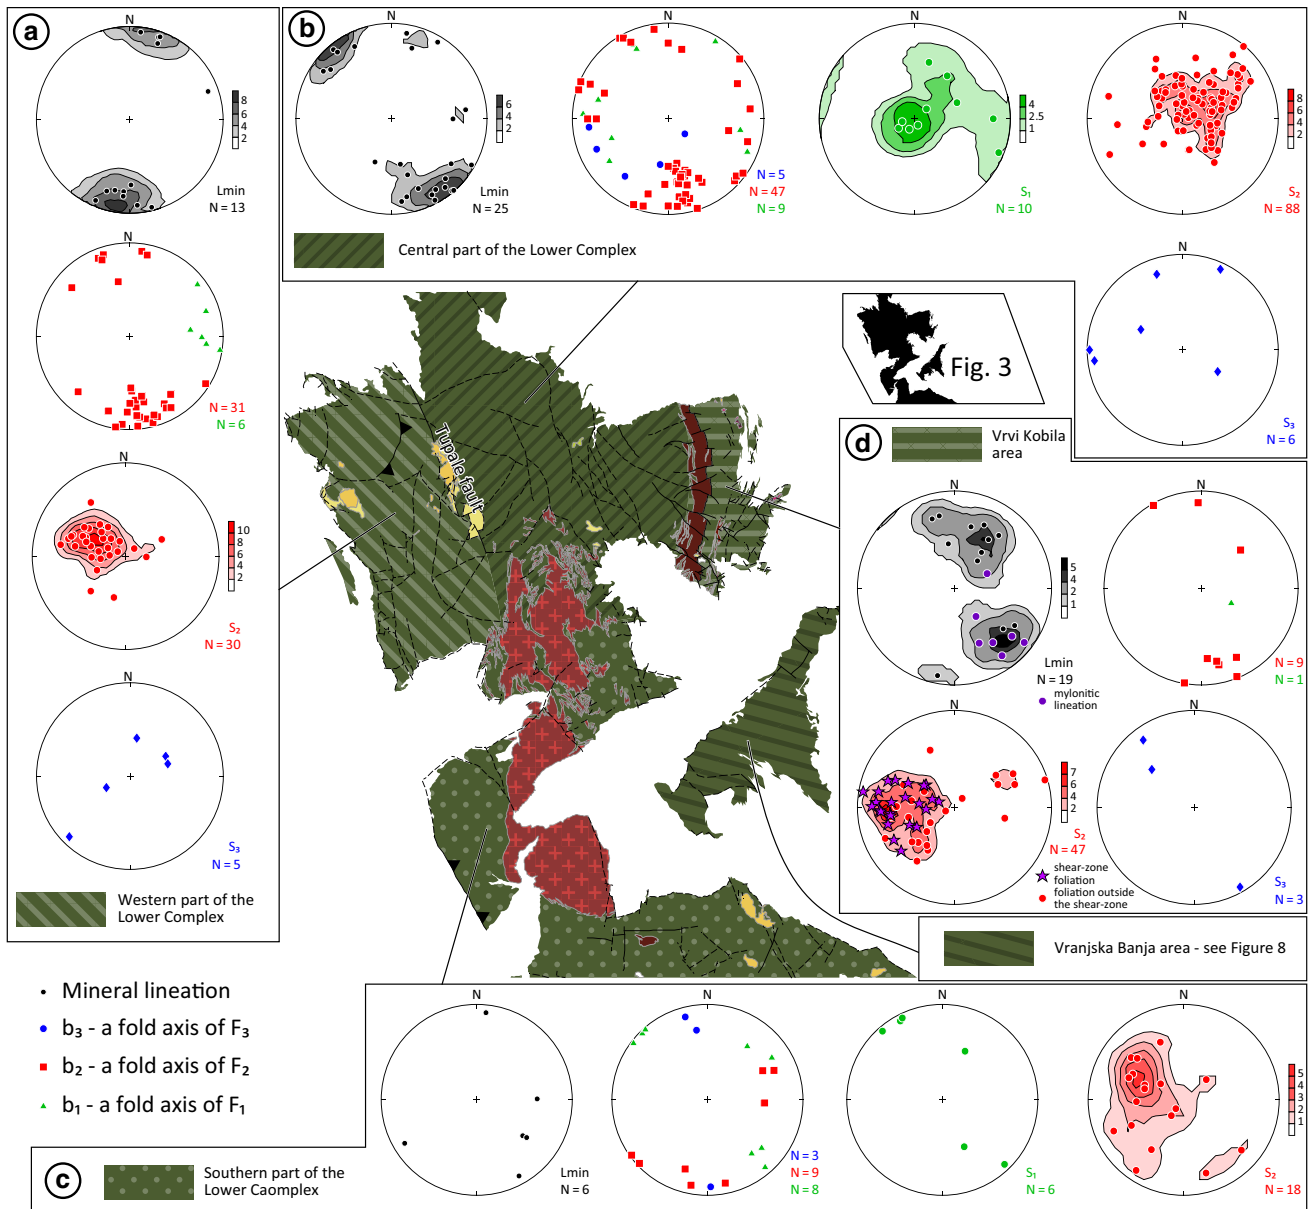 a
N
8
6
4
2
Lmin
N = 13
N
N = 31
N = 6
N
10
8
6
4
2
S₂
N = 30
N
S₃
N = 5
Western part of the
Lower Complex
b
N
6
4
2
Lmin
N = 25
N
N = 5
N = 47
N = 9
N
4
2.5
1
S₁
N = 10
N
8
6
4
2
S₂
N = 88
Central part of the Lower Complex
N
S₃
N = 6
Fig. 3
Tupale fault
d
Vrvi Kobila
area
N
5
4
2
1
Lmin
N = 19
mylonitic
lineation
N
N = 9
N = 1
N
7
6
4
2
S₂
N = 47
shear-zone
foliation
foliation outside
the shear-zone
N
S₃
N = 3
Vranjska Banja area - see Figure 8
Mineral lineation
b₃ - a fold axis of F₃
b₂ - a fold axis of F₂
b₁ - a fold axis of F₁
c
Southern part of the
Lower Caomplex
N
Lmin
N = 6
N
N = 3
N = 9
N = 8
N
S₁
N = 6
N
5
4
3
2
1
S₂
N = 18